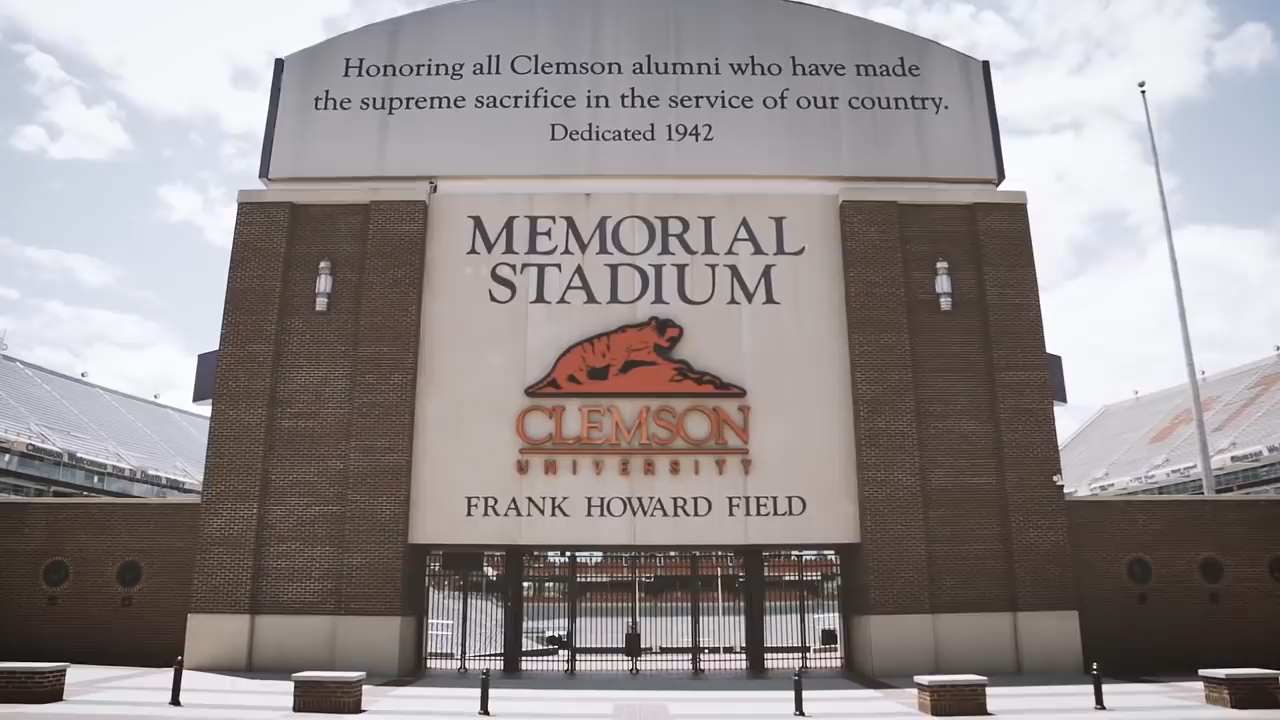 Honoring all Clemson alumni who have made
the supreme sacrifice in the service of our country.
Dedicated 1942
MEMORIAL
STADIUM
CLEMSON
UNIVERSITY
FRANK HOWARD FIELD